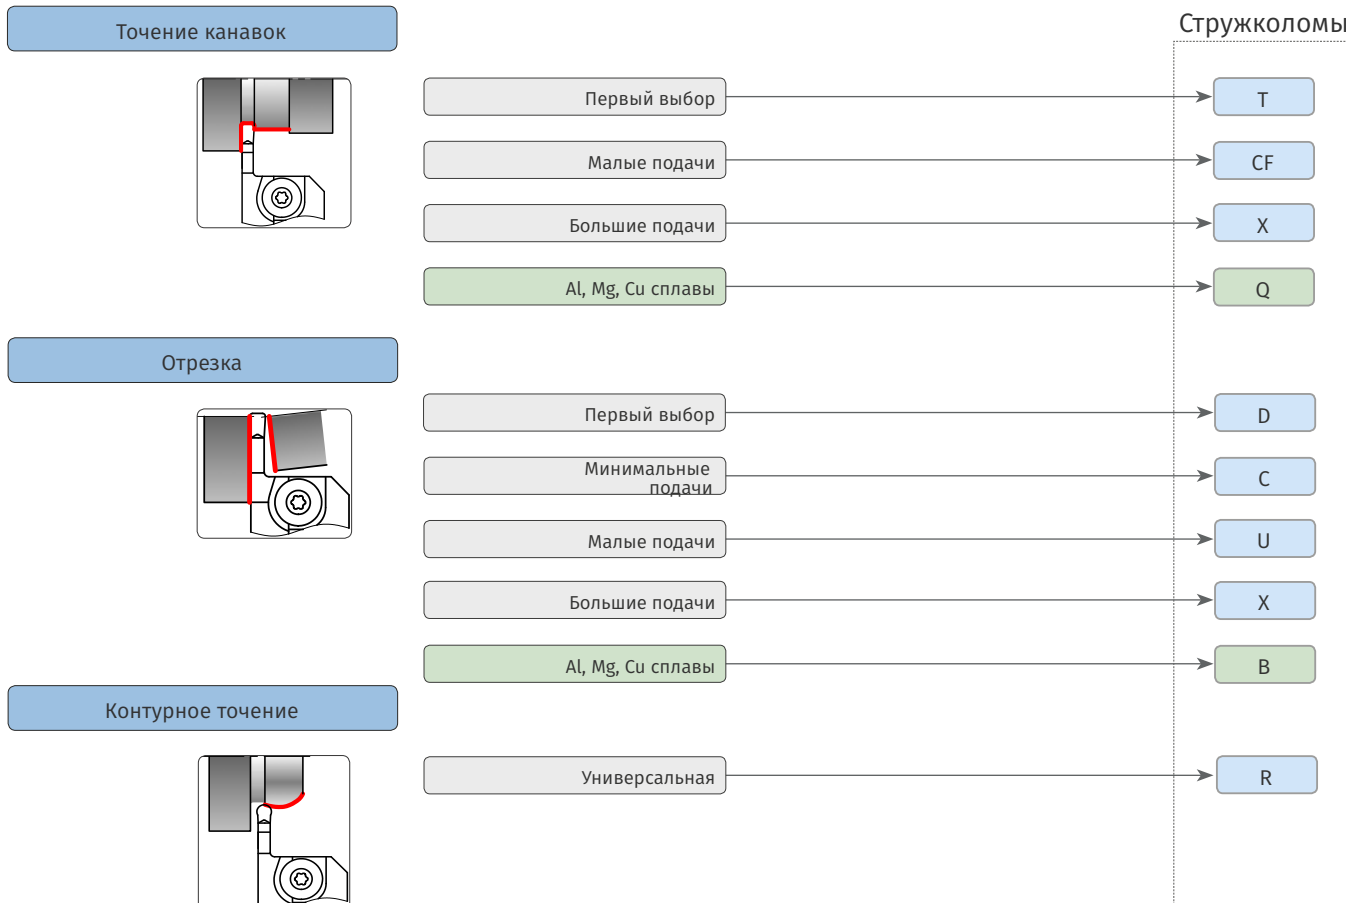 Стружколомы
Точение канавок
Первый выбор
T
Малые подачи
CF
Большие подачи
X
Al, Mg, Cu сплавы
Q
Отрезка
Первый выбор
D
Минимальные
подачи
C
Малые подачи
U
Большие подачи
X
Al, Mg, Cu сплавы
B
Контурное точение
Универсальная
R